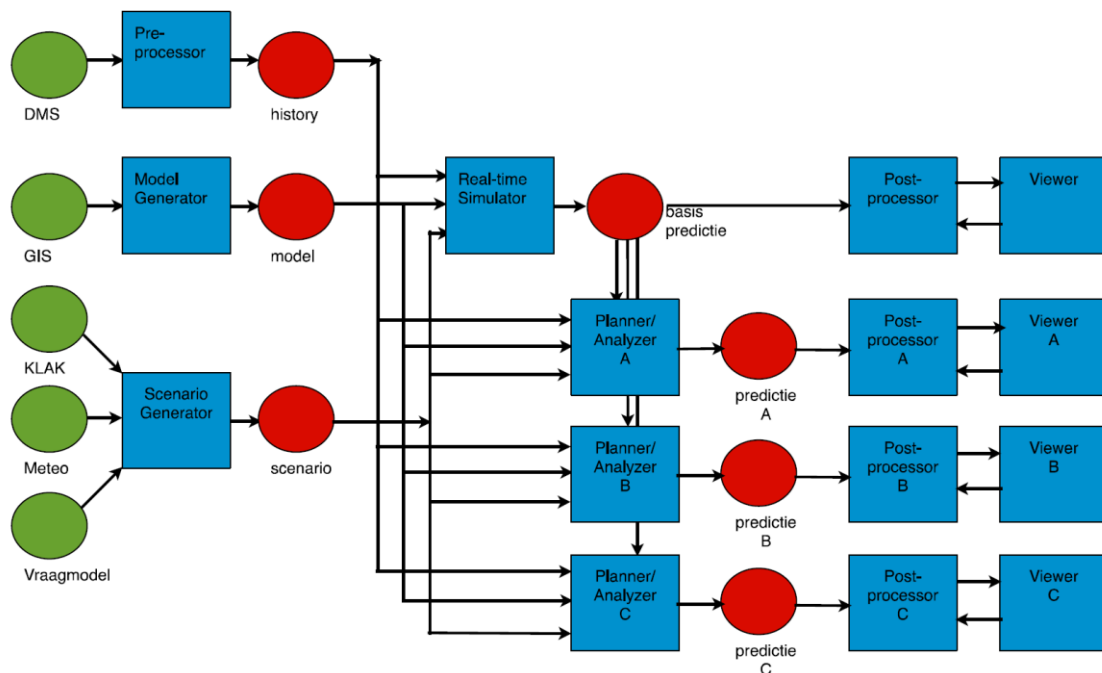 Pre-
processor
DMS
history
Model
Generator
Real-time
Simulator
Post-
processor
Viewer
basis
predictie
GIS
model
KLAK
Planner/
Analyzer
A
Post-
processor
A
Viewer
A
Scenario
Generator
predictie
A
Meteo
scenario
Planner/
Analyzer
B
Post-
processor
B
Viewer
B
predictie
B
Vraagmodel
Planner/
Analyzer
C
Post-
processor
C
Viewer
C
predictie
C